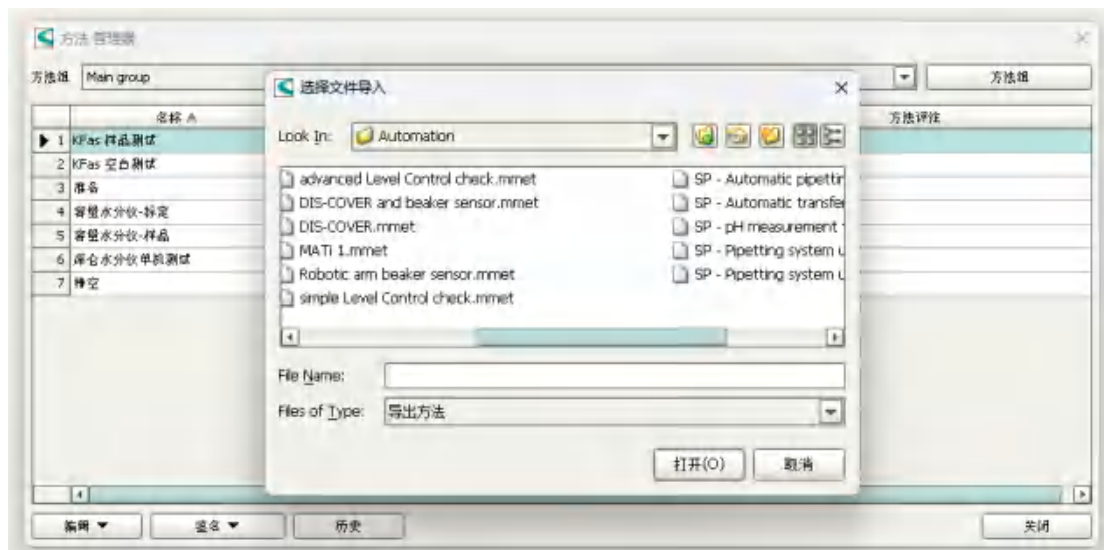 方法 管理器
方法组 Main group 方法组
名称 方法评注
1 KFas 样品测试
2 KFas 空白测试
3 准备
4 容量水分仪-标定
5 容量水分仪-样品
6 库仑水分仪单机测试
7 排空
编辑 签名 历史 关闭
选择文件导入
Look In: Automation
advanced Level Control check.mmet
DIS-COVER and beaker sensor.mmet
DIS-COVER.mmet
MATi 1.mmet
Robotic arm beaker sensor.mmet
simple Level Control check.mmet
SP - Automatic pipettin
SP - Automatic transfe
SP - pH measurement
SP - Pipetting system u
SP - Pipetting system u
File Name:
Files of Type: 导出方法
打开(O) 取消